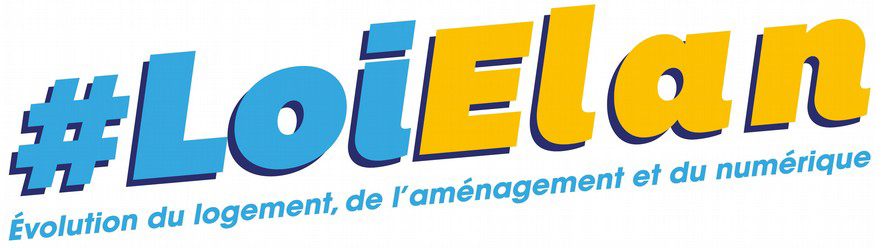 #LoiElan
Évolution du logement, de l'aménagement et du numérique